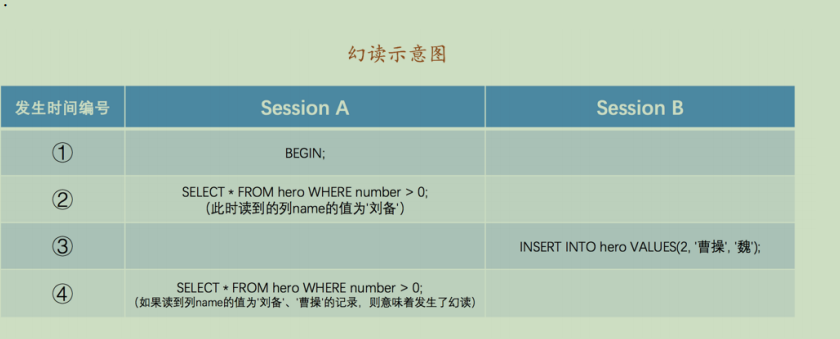 幻读示意图
发生时间编号 Session A Session B
① BEGIN;
② SELECT * FROM hero WHERE number > 0;
（此时读到的列name的值为'刘备'）
③ INSERT INTO hero VALUES(2, '曹操', '魏');
④ SELECT * FROM hero WHERE number > 0;
（如果读到列name的值为'刘备'、'曹操'的记录，则意味着发生了幻读）